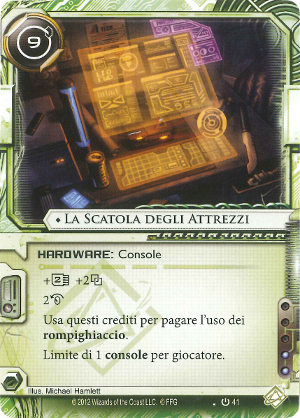 9
⬥ La Scatola degli Attrezzi
HARDWARE: Console
+2 +2
2
Usa questi crediti per pagare l'uso dei
rompighiaccio.
Limite di 1 console per giocatore.
Illus. Michael Hamlett
© 2012 Wizards of the Coast LLC. © FFG
41